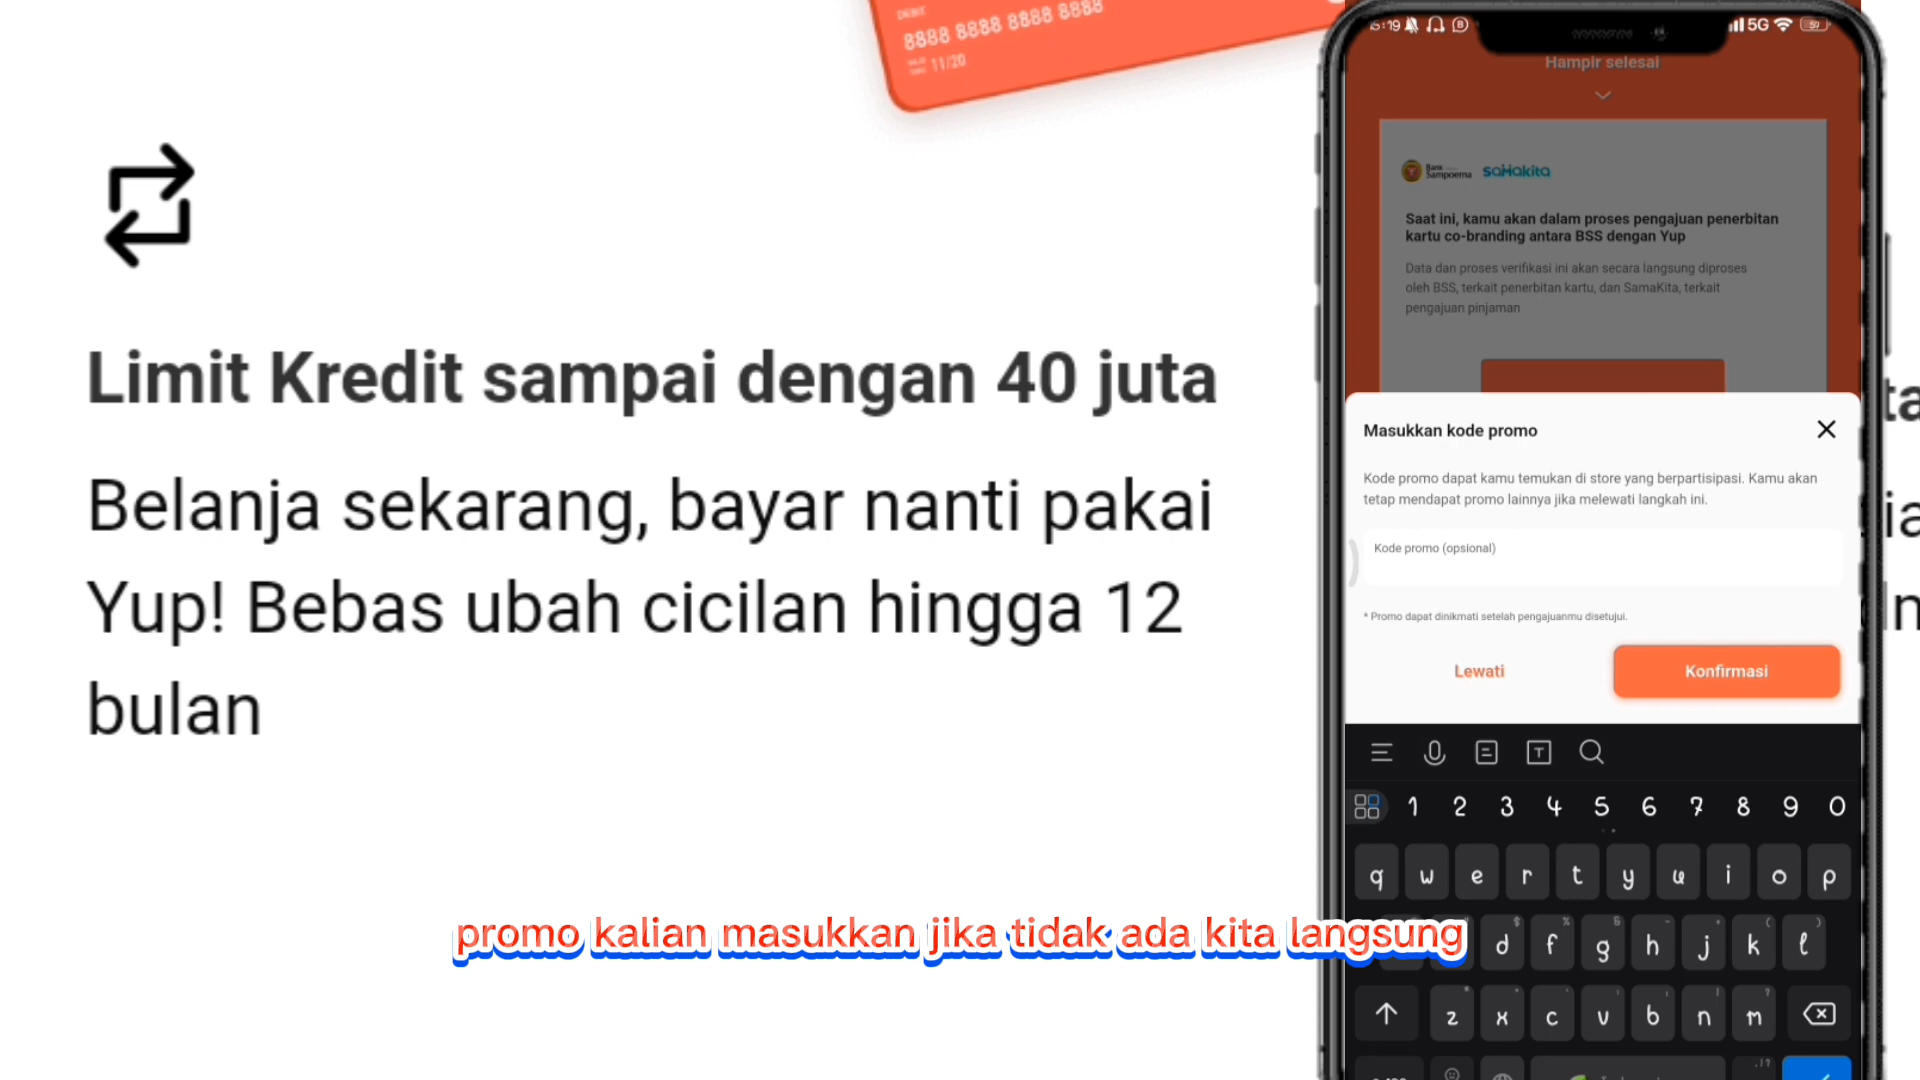 DEBIT
8888 8888 8888 8888
11/20
Limit Kredit sampai dengan 40 juta
Belanja sekarang, bayar nanti pakai
Yup! Bebas ubah cicilan hingga 12
bulan
5G
59
Hampir selesai
Bank
Sampoerna
saMakita
Saat ini, kamu akan dalam proses pengajuan penerbitan
kartu co-branding antara BSS dengan Yup
Data dan proses verifikasi ini akan secara langsung diproses
oleh BSS, terkait penerbitan kartu, dan SamaKita, terkait
pengajuan pinjaman
Masukkan kode promo
Kode promo dapat kamu temukan di store yang berpartisipasi. Kamu akan
tetap mendapat promo lainnya jika melewati langkah ini.
Kode promo (opsional)
* Promo dapat dinikmati setelah pengajuanmu disetujui.
Lewati
Konfirmasi
1 2 3 4 5 6 7 8 9 0
q w e r t y u i o p
d f g h j k l
z x c v b n m
promo kalian masukkan jika tidak ada kita langsung